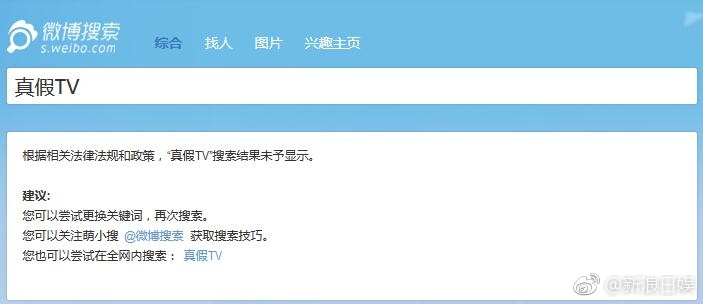 微博搜索
s.weibo.com
综合 找人 图片 兴趣主页
真假TV
根据相关法律法规和政策，“真假TV”搜索结果未予显示。
建议:
您可以尝试更换关键词，再次搜索。
您可以关注萌小搜 @微博搜索 获取搜索技巧。
您也可以尝试在全网内搜索： 真假TV
@新浪日娱